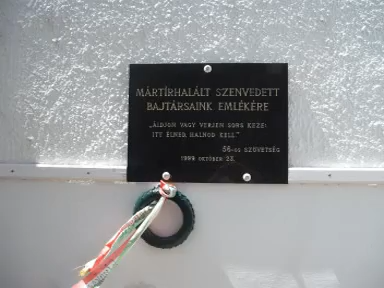 MÁRTÍRHALÁLT SZENVEDETT
BAJTÁRSAINK EMLÉKÉRE
„ÁLDJON VAGY VERJEN SORS KEZE:
ITT ÉLNED, HALNOD KELL."
56-OS SZÖVETSÉG
1999 OKTÓBER 23.